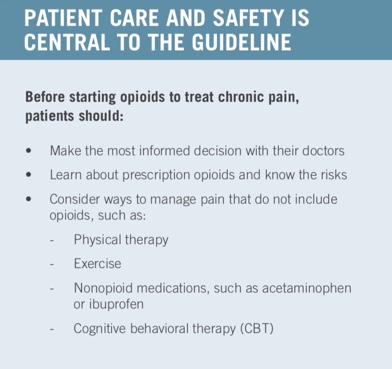 PATIENT CARE AND SAFETY IS
CENTRAL TO THE GUIDELINE
Before starting opioids to treat chronic pain,
patients should:
• Make the most informed decision with their doctors
• Learn about prescription opioids and know the risks
• Consider ways to manage pain that do not include
opioids, such as:
- Physical therapy
- Exercise
- Nonopioid medications, such as acetaminophen
or ibuprofen
- Cognitive behavioral therapy (CBT)